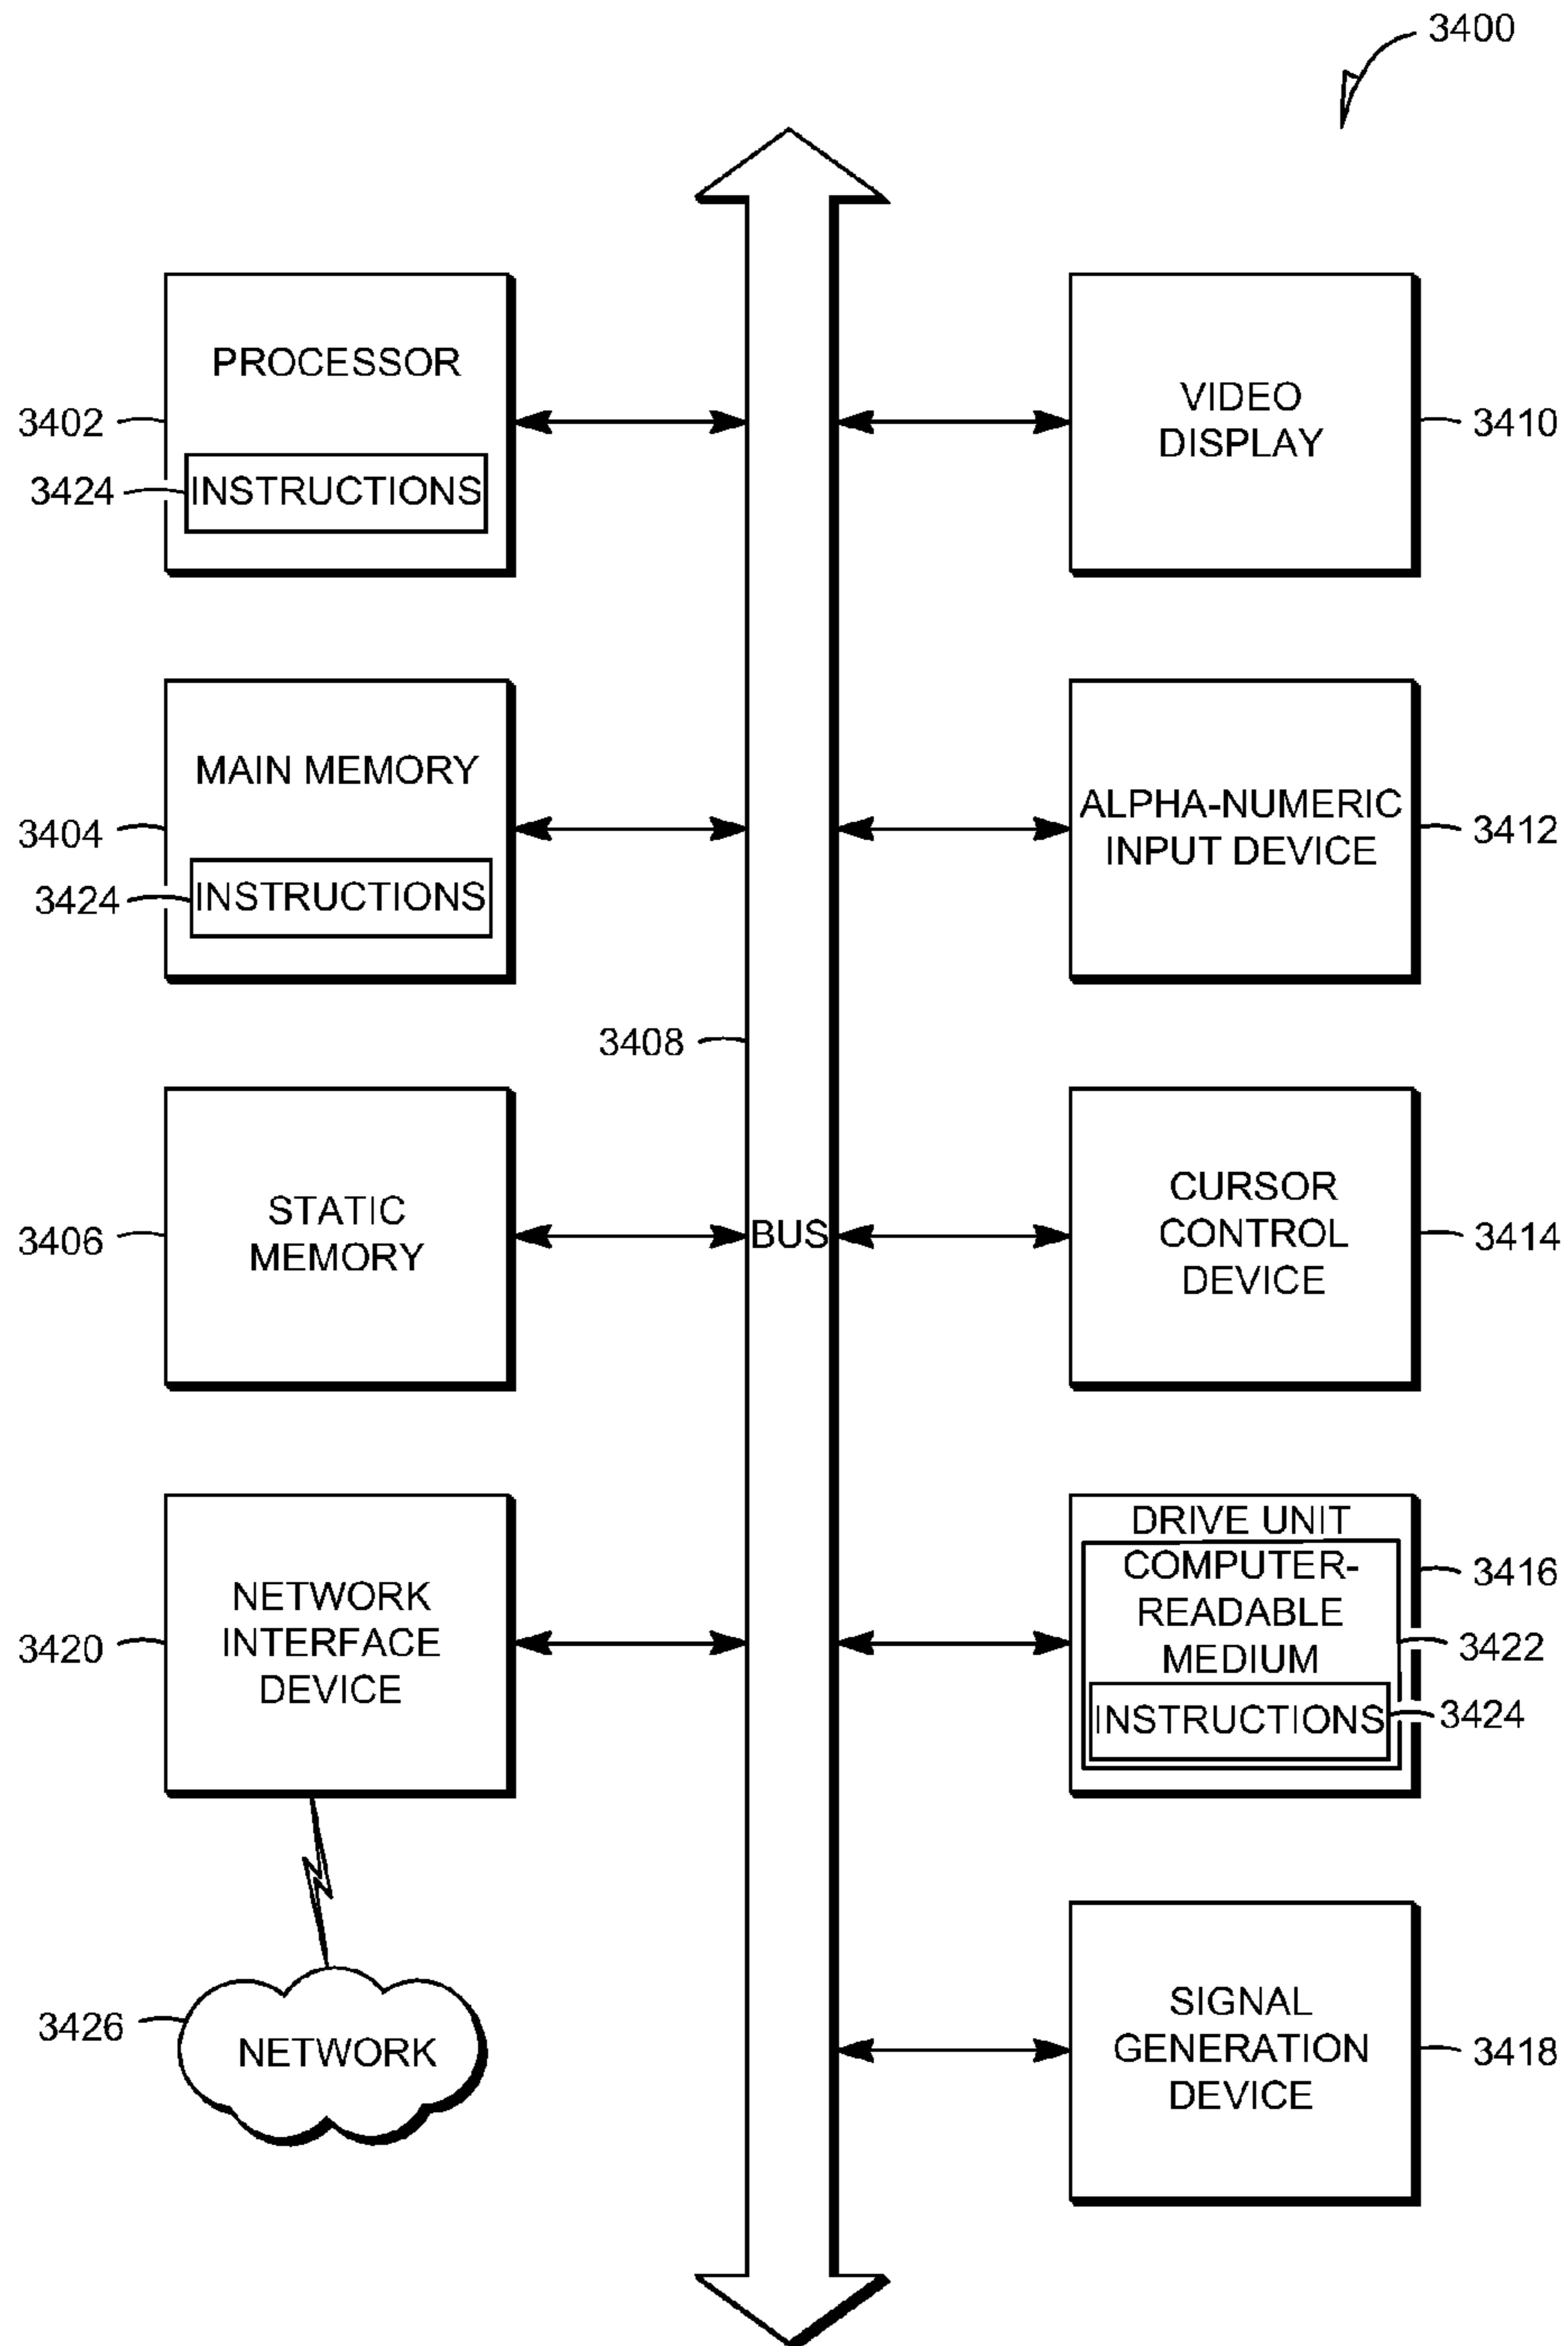 3400
PROCESSOR
3402
3424
INSTRUCTIONS
VIDEO
DISPLAY
3410
MAIN MEMORY
3404
3424
INSTRUCTIONS
ALPHA-NUMERIC
INPUT DEVICE
3412
3408
STATIC
MEMORY
3406
BUS
CURSOR
CONTROL
DEVICE
3414
NETWORK
INTERFACE
DEVICE
3420
DRIVE UNIT
COMPUTER-
READABLE
MEDIUM
INSTRUCTIONS
3416
3422
3424
3426
NETWORK
SIGNAL
GENERATION
DEVICE
3418